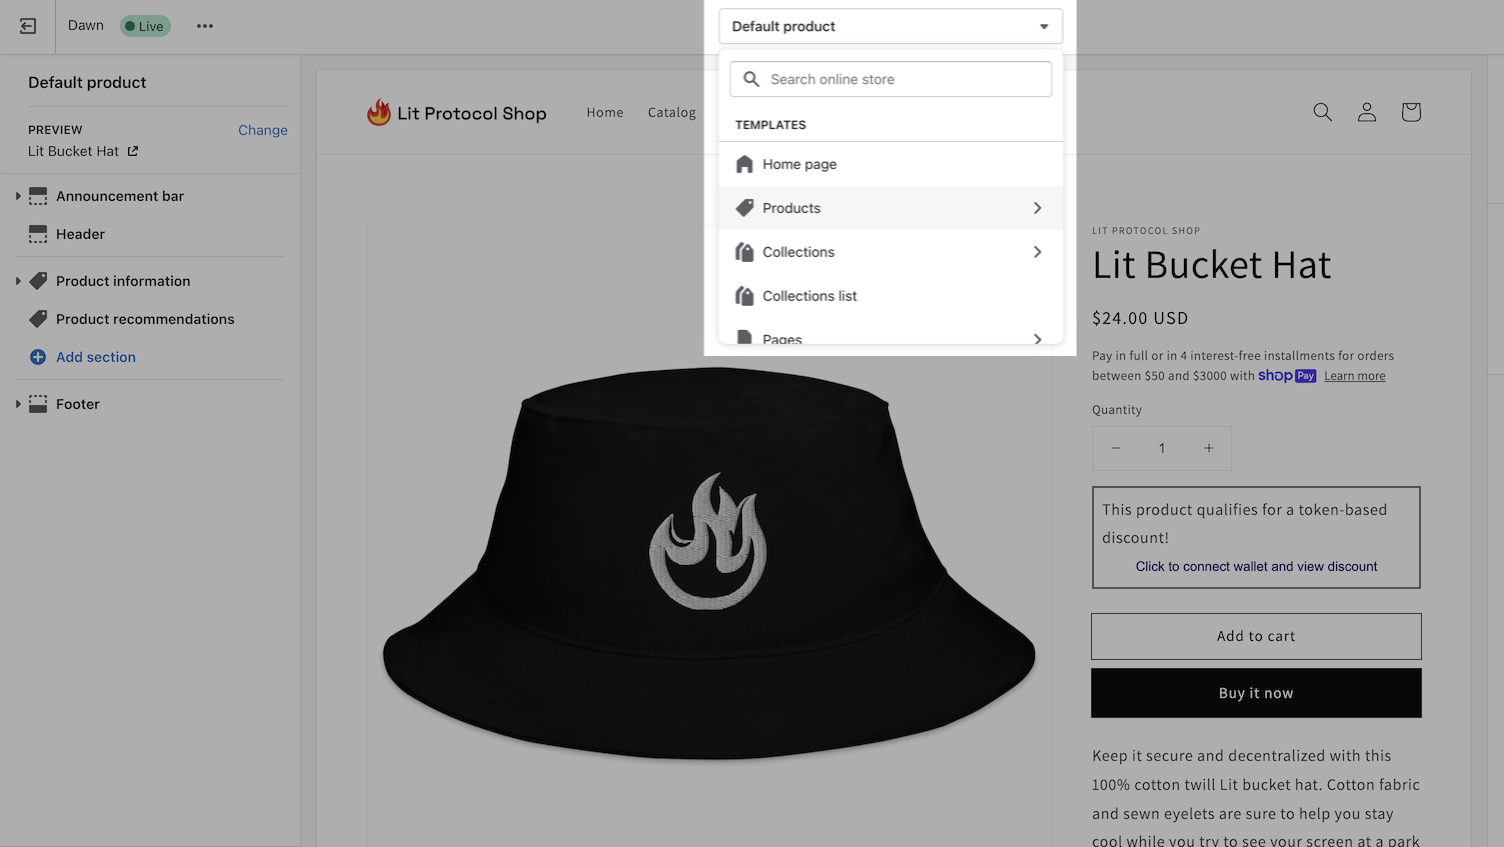 Dawn
Live
Default product
Search online store
TEMPLATES
Home page
Products
Collections
Collections list
Pages
Default product
PREVIEW
Change
Lit Bucket Hat
Announcement bar
Header
Product information
Product recommendations
Add section
Footer
Lit Protocol Shop
Home
Catalog
LIT PROTOCOL SHOP
Lit Bucket Hat
$24.00 USD
Pay in full or in 4 interest-free installments for orders
between $50 and $3000 with shop Pay Learn more
Quantity
− 1 +
This product qualifies for a token-based
discount!
Click to connect wallet and view discount
Add to cart
Buy it now
Keep it secure and decentralized with this
100% cotton twill Lit bucket hat. Cotton fabric
and sewn eyelets are sure to help you stay
cool while you try to see your screen at a park